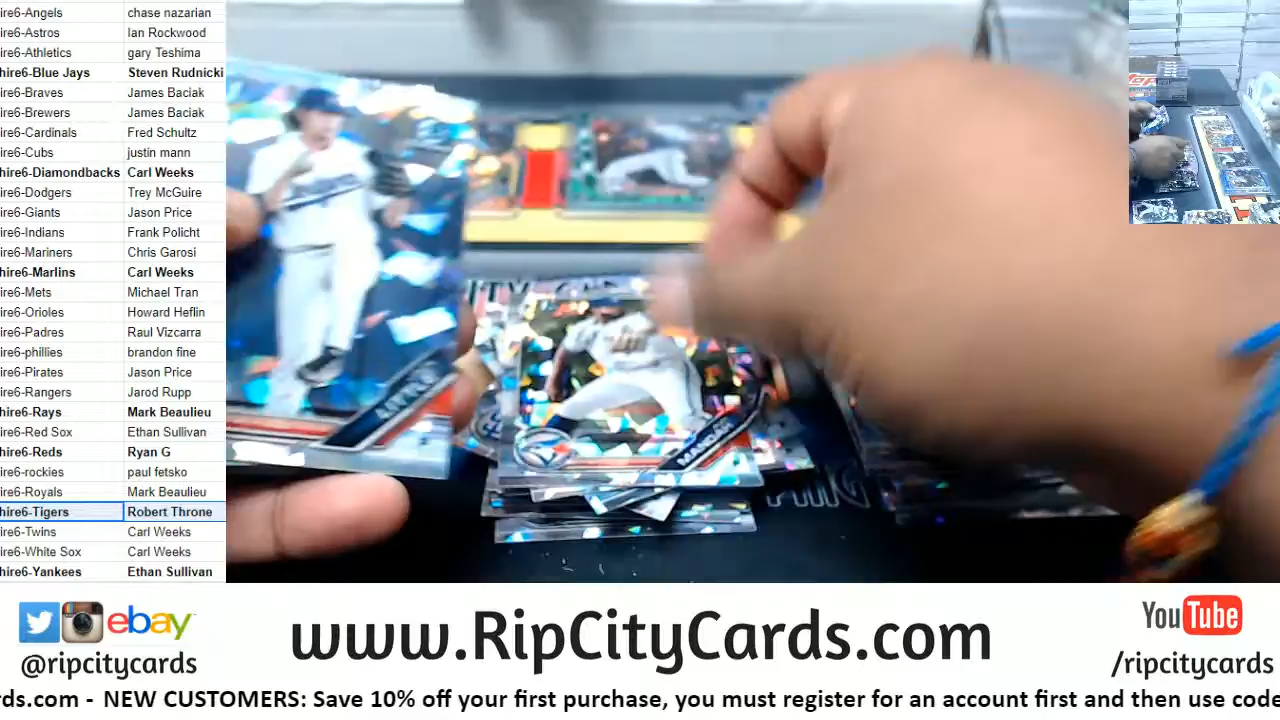 ire6-Angels chase nazarian
ire6-Astros Ian Rockwood
ire6-Athletics gary Teshima
hire6-Blue Jays Steven Rudnicki
ire6-Braves James Baciak
ire6-Brewers James Baciak
ire6-Cardinals Fred Schultz
ire6-Cubs justin mann
hire6-Diamondbacks Carl Weeks
ire6-Dodgers Trey McGuire
ire6-Giants Jason Price
ire6-Indians Frank Policht
ire6-Mariners Chris Garosi
hire6-Marlins Carl Weeks
ire6-Mets Michael Tran
ire6-Orioles Howard Heflin
ire6-Padres Raul Vizcarra
ire6-phillies brandon fine
ire6-Pirates Jason Price
ire6-Rangers Jarod Rupp
hire6-Rays Mark Beaulieu
ire6-Red Sox Ethan Sullivan
hire6-Reds Ryan G
ire6-rockies paul fetsko
ire6-Royals Mark Beaulieu
hire6-Tigers Robert Throne
ire6-Twins Carl Weeks
ire6-White Sox Carl Weeks
hire6-Yankees Ethan Sullivan
LITTLE
ebay
@ripcitycards
www.RipCityCards.com
YouTube
/ripcitycards
rds.com - NEW CUSTOMERS: Save 10% off your first purchase, you must register for an account first and then use code